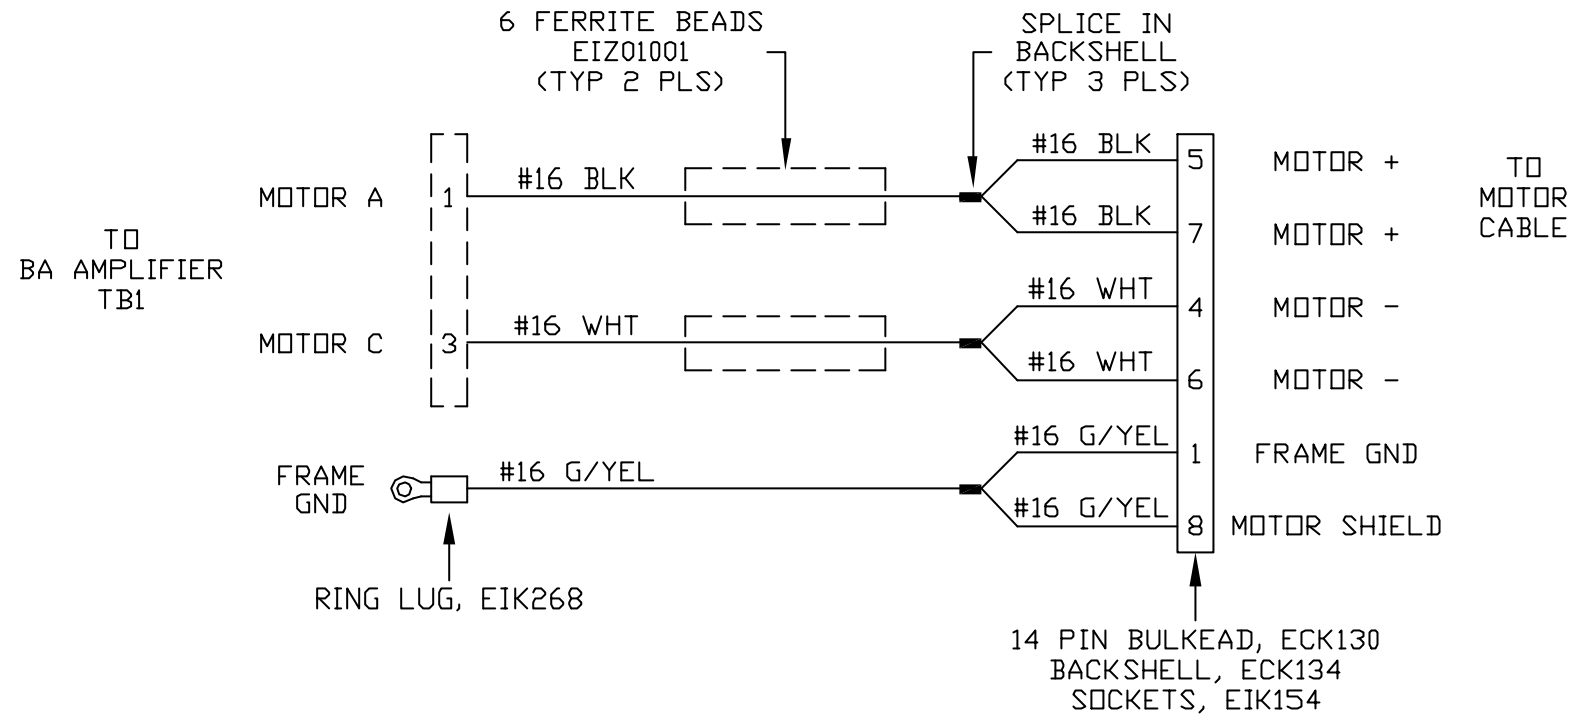 6 FERRITE BEADS
EIZ01001
(TYP 2 PLS)
SPLICE IN
BACKSHELL
(TYP 3 PLS)
TO
BA AMPLIFIER
TB1
MOTOR A
1
#16 BLK
#16 BLK
5
MOTOR +
#16 BLK
7
MOTOR +
TO
MOTOR
CABLE
MOTOR C
3
#16 WHT
#16 WHT
4
MOTOR -
#16 WHT
6
MOTOR -
FRAME
GND
#16 G/YEL
#16 G/YEL
1
FRAME GND
#16 G/YEL
8
MOTOR SHIELD
RING LUG, EIK268
14 PIN BULKEAD, ECK130
BACKSHELL, ECK134
SOCKETS, EIK154